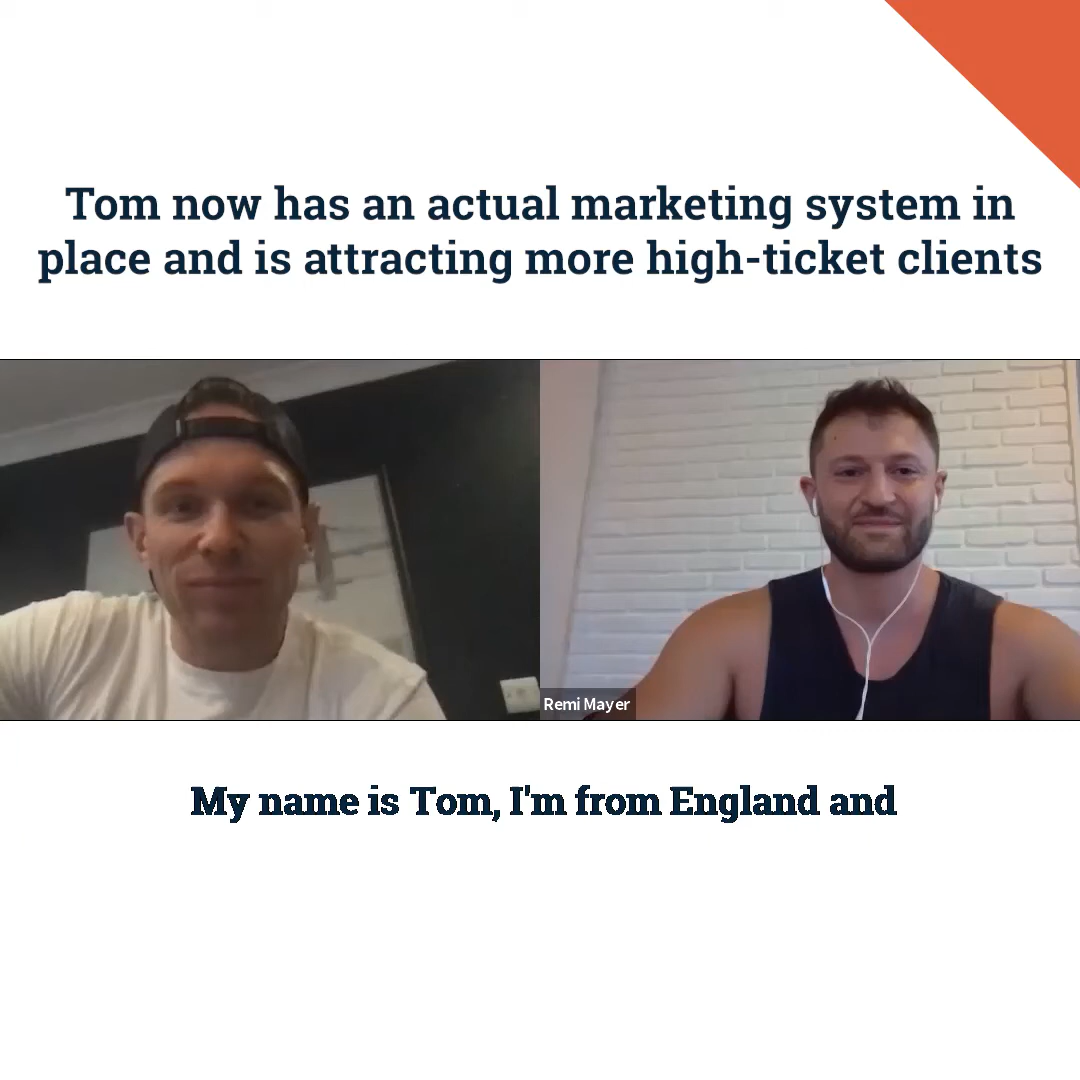 Tom now has an actual marketing system in
place and is attracting more high-ticket clients
Remi Mayer
My name is Tom, I'm from England and